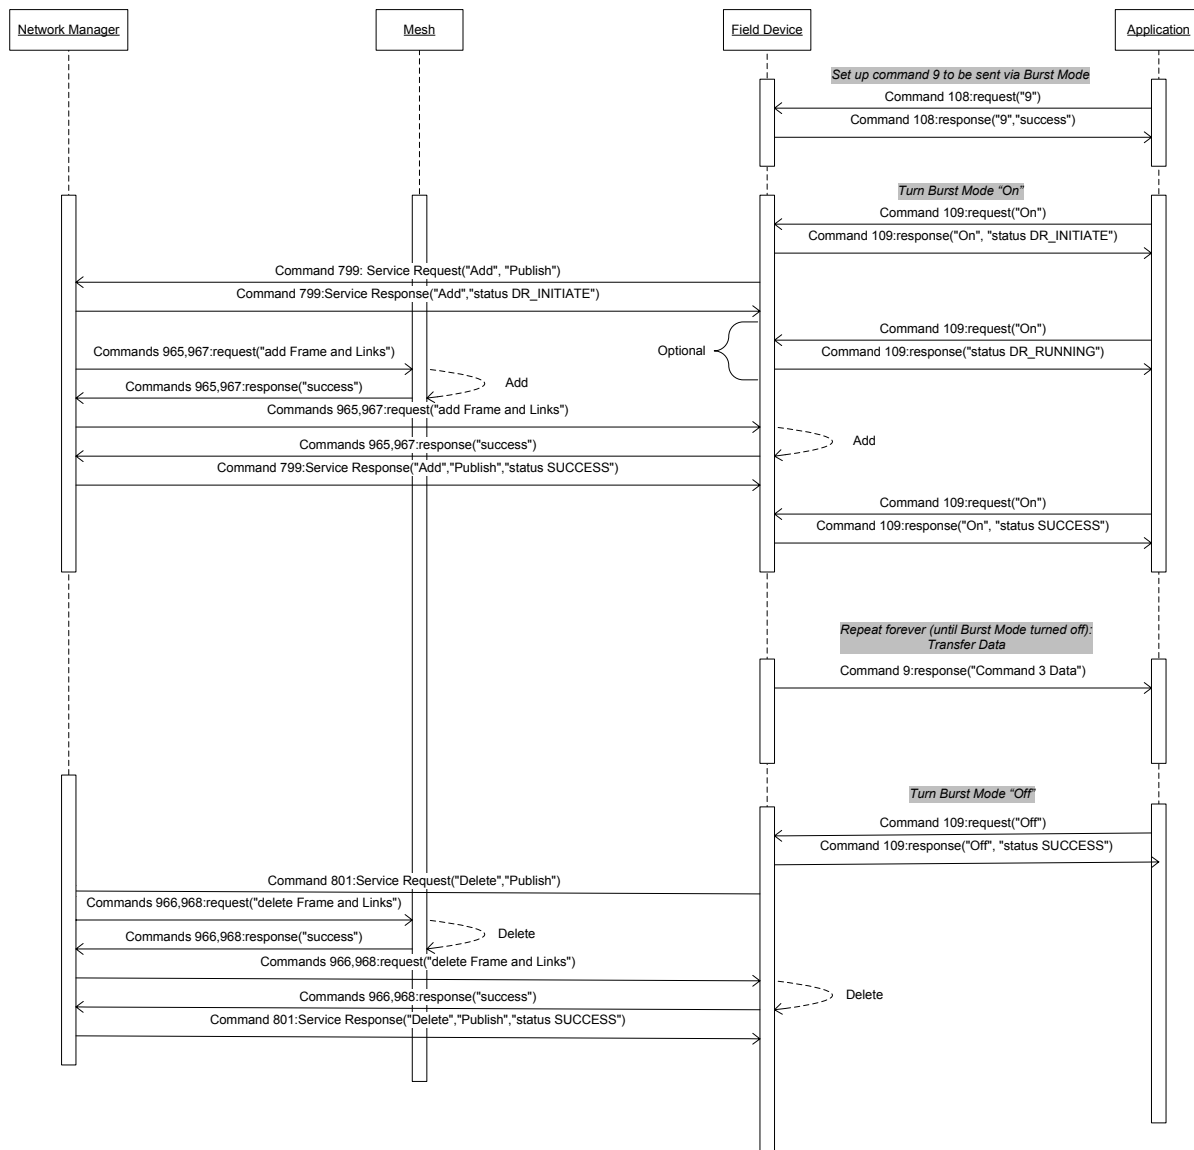 Network Manager
Mesh
Field Device
Application
Set up command 9 to be sent via Burst Mode
Command 108:request("9")
Command 108:response("9","success")
Turn Burst Mode “On”
Command 109:request("On")
Command 109:response("On", "status DR_INITIATE")
Command 799: Service Request("Add", "Publish")
Command 799:Service Response("Add","status DR_INITIATE")
Optional
Command 109:request("On")
Command 109:response("status DR_RUNNING")
Commands 965,967:request("add Frame and Links")
Add
Commands 965,967:response("success")
Commands 965,967:request("add Frame and Links")
Add
Commands 965,967:response("success")
Command 799:Service Response("Add","Publish","status SUCCESS")
Command 109:request("On")
Command 109:response("On", "status SUCCESS")
Repeat forever (until Burst Mode turned off):
Transfer Data
Command 9:response("Command 3 Data")
Turn Burst Mode “Off”
Command 109:request("Off")
Command 109:response("Off", "status SUCCESS")
Command 801:Service Request("Delete","Publish")
Commands 966,968:request("delete Frame and Links")
Delete
Commands 966,968:response("success")
Commands 966,968:request("delete Frame and Links")
Delete
Commands 966,968:response("success")
Command 801:Service Response("Delete","Publish","status SUCCESS")